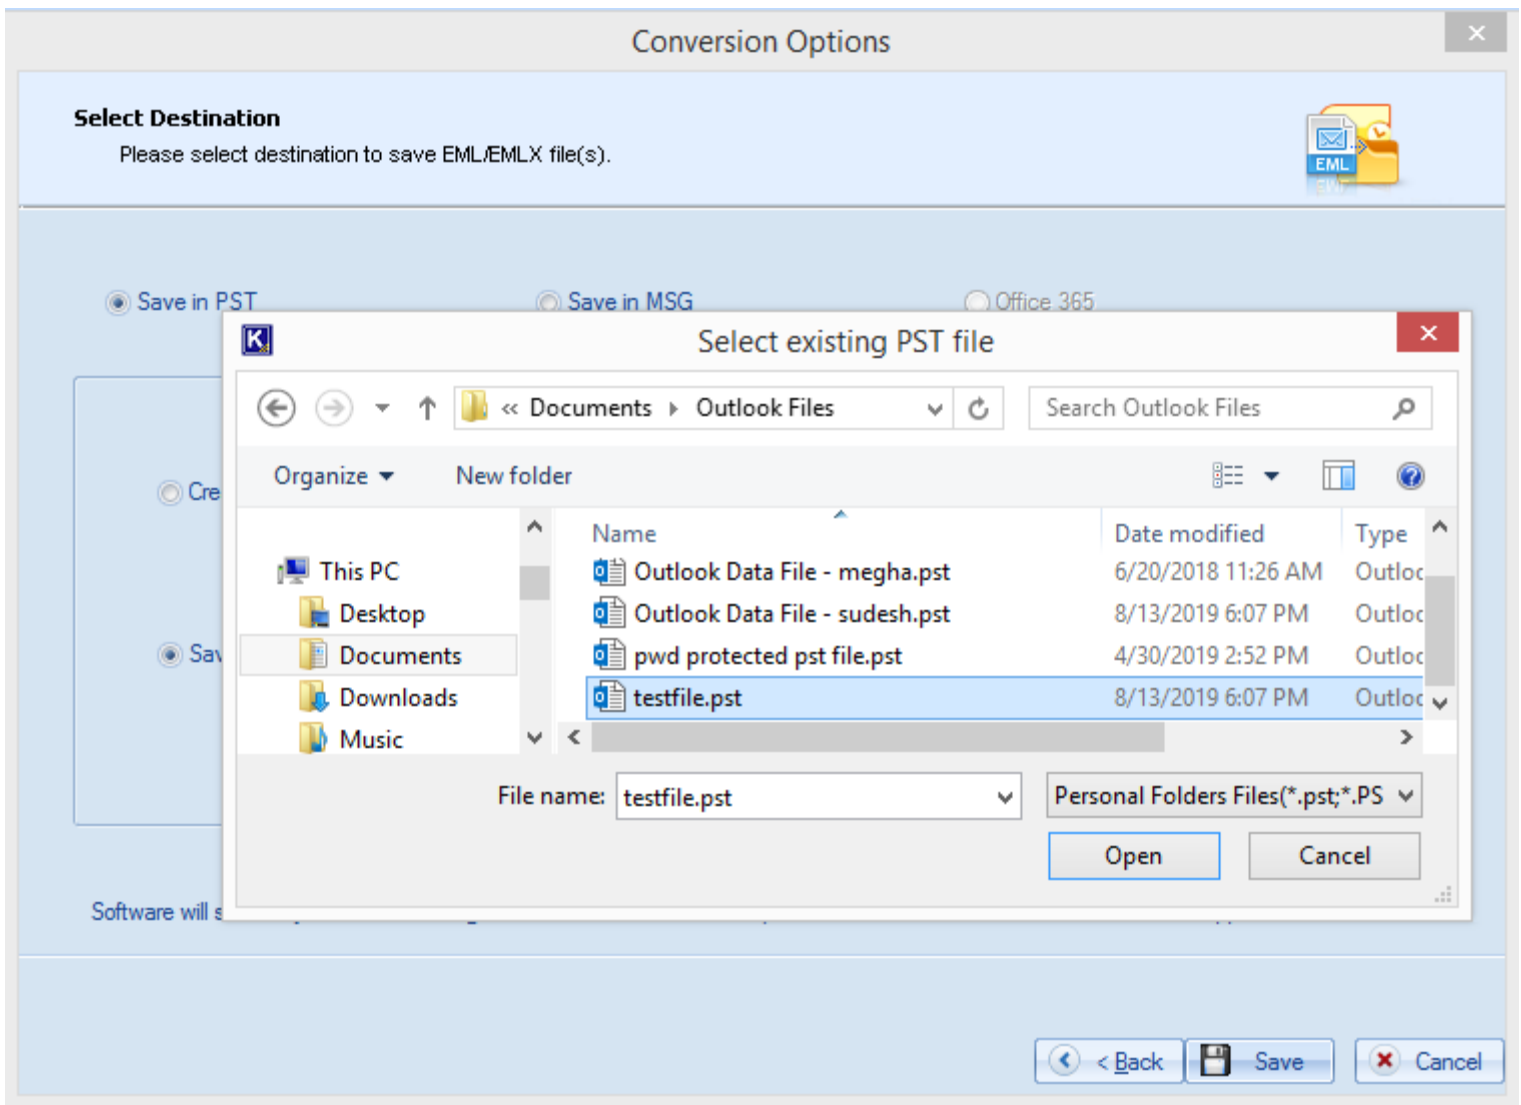 Conversion Options
Select Destination
Please select destination to save EML/EMLX file(s).
EML
Save in PST Save in MSG Office 365
K
Select existing PST file
« Documents Outlook Files Search Outlook Files
Organize New folder
Name Date modified Type
This PC Outlook Data File - megha.pst 6/20/2018 11:26 AM
Desktop Outlook Data File - sudesh.pst 8/13/2019 6:07 PM
Documents pwd protected pst file.pst 4/30/2019 2:52 PM
Downloads testfile.pst 8/13/2019 6:07 PM
Music
File name: testfile.pst Personal Folders Files(*.pst;*.PS
Open Cancel
Software will
< Back Save Cancel